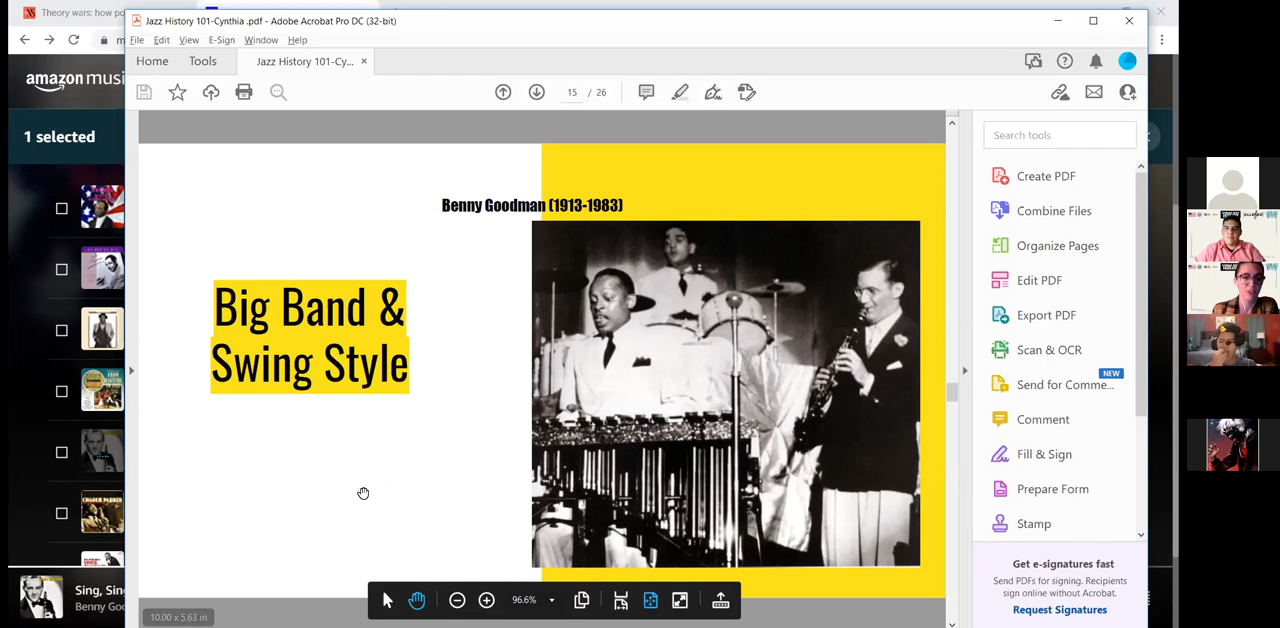 Theory wars: how po
Jazz History 101-Cynthia .pdf - Adobe Acrobat Pro DC (32-bit)
File Edit View E-Sign Window Help
Home Tools Jazz History 101-Cy... ×
15 / 26
amazon musi
1 selected
Search tools
Create PDF
Combine Files
Organize Pages
Edit PDF
Export PDF
Scan & OCR
NEW
Send for Comme...
Comment
Fill & Sign
Prepare Form
Stamp
Get e-signatures fast
Send PDFs for signing. Recipients
sign online without Acrobat.
Request Signatures
Benny Goodman (1913-1983)
Big Band &
Swing Style
96.6%
10.00 x 5.63 in
Sing, Sin
Benny Goo